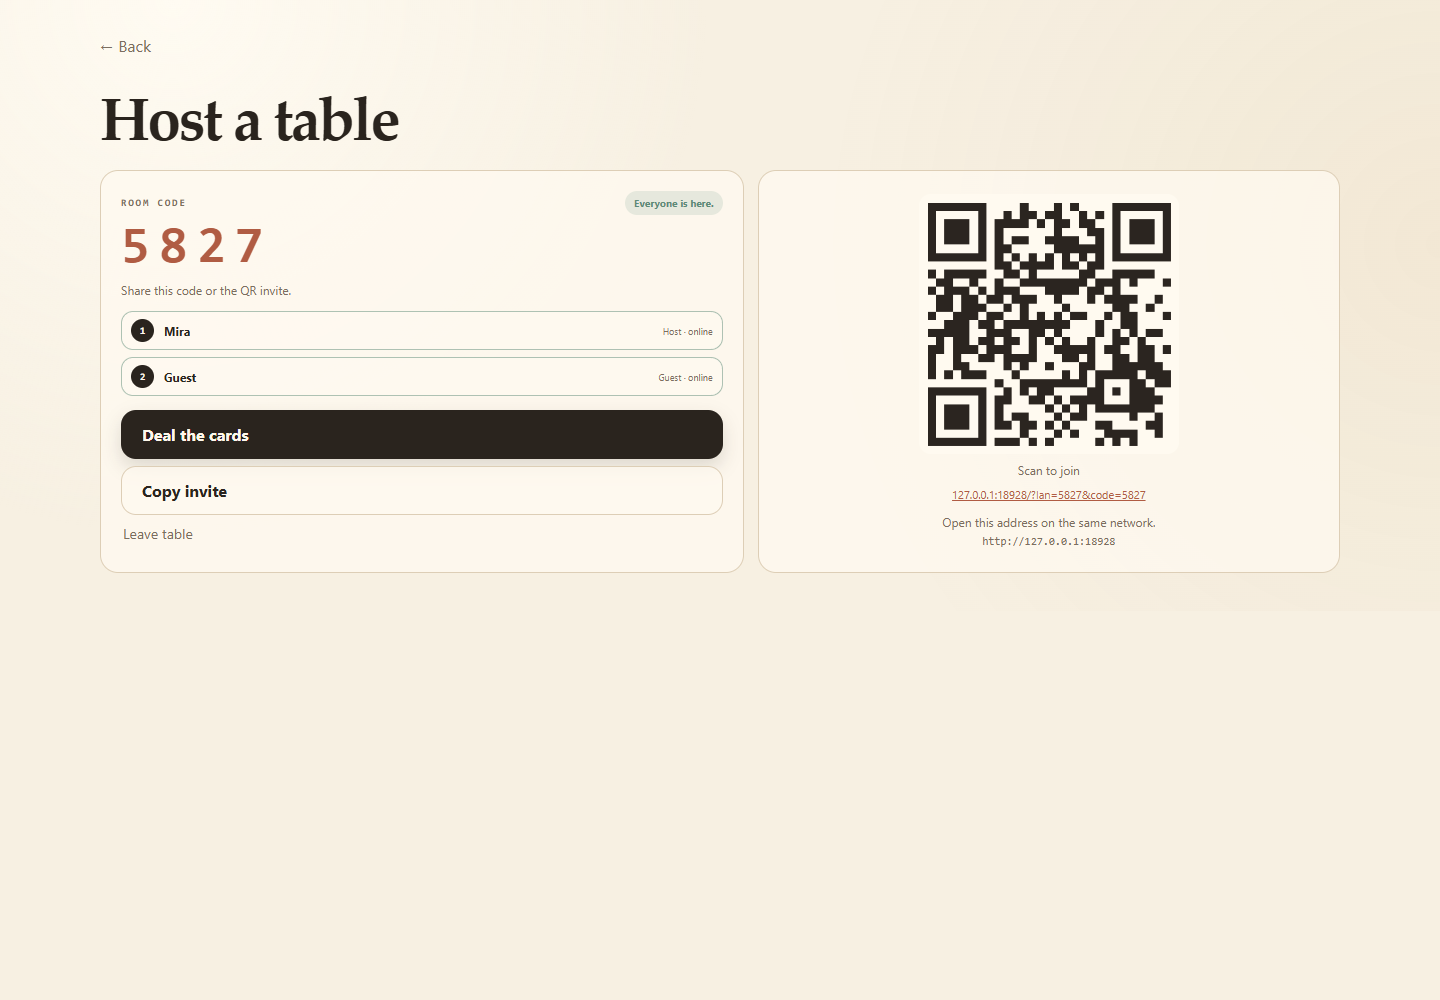 ← Back
Host a table
ROOM CODE
Everyone is here.
5827
Share this code or the QR invite.
1 Mira Host · online
2 Guest Guest · online
Deal the cards
Copy invite
Leave table
Scan to join
127.0.0.1:18928/?lan=5827&code=5827
Open this address on the same network.
http://127.0.0.1:18928